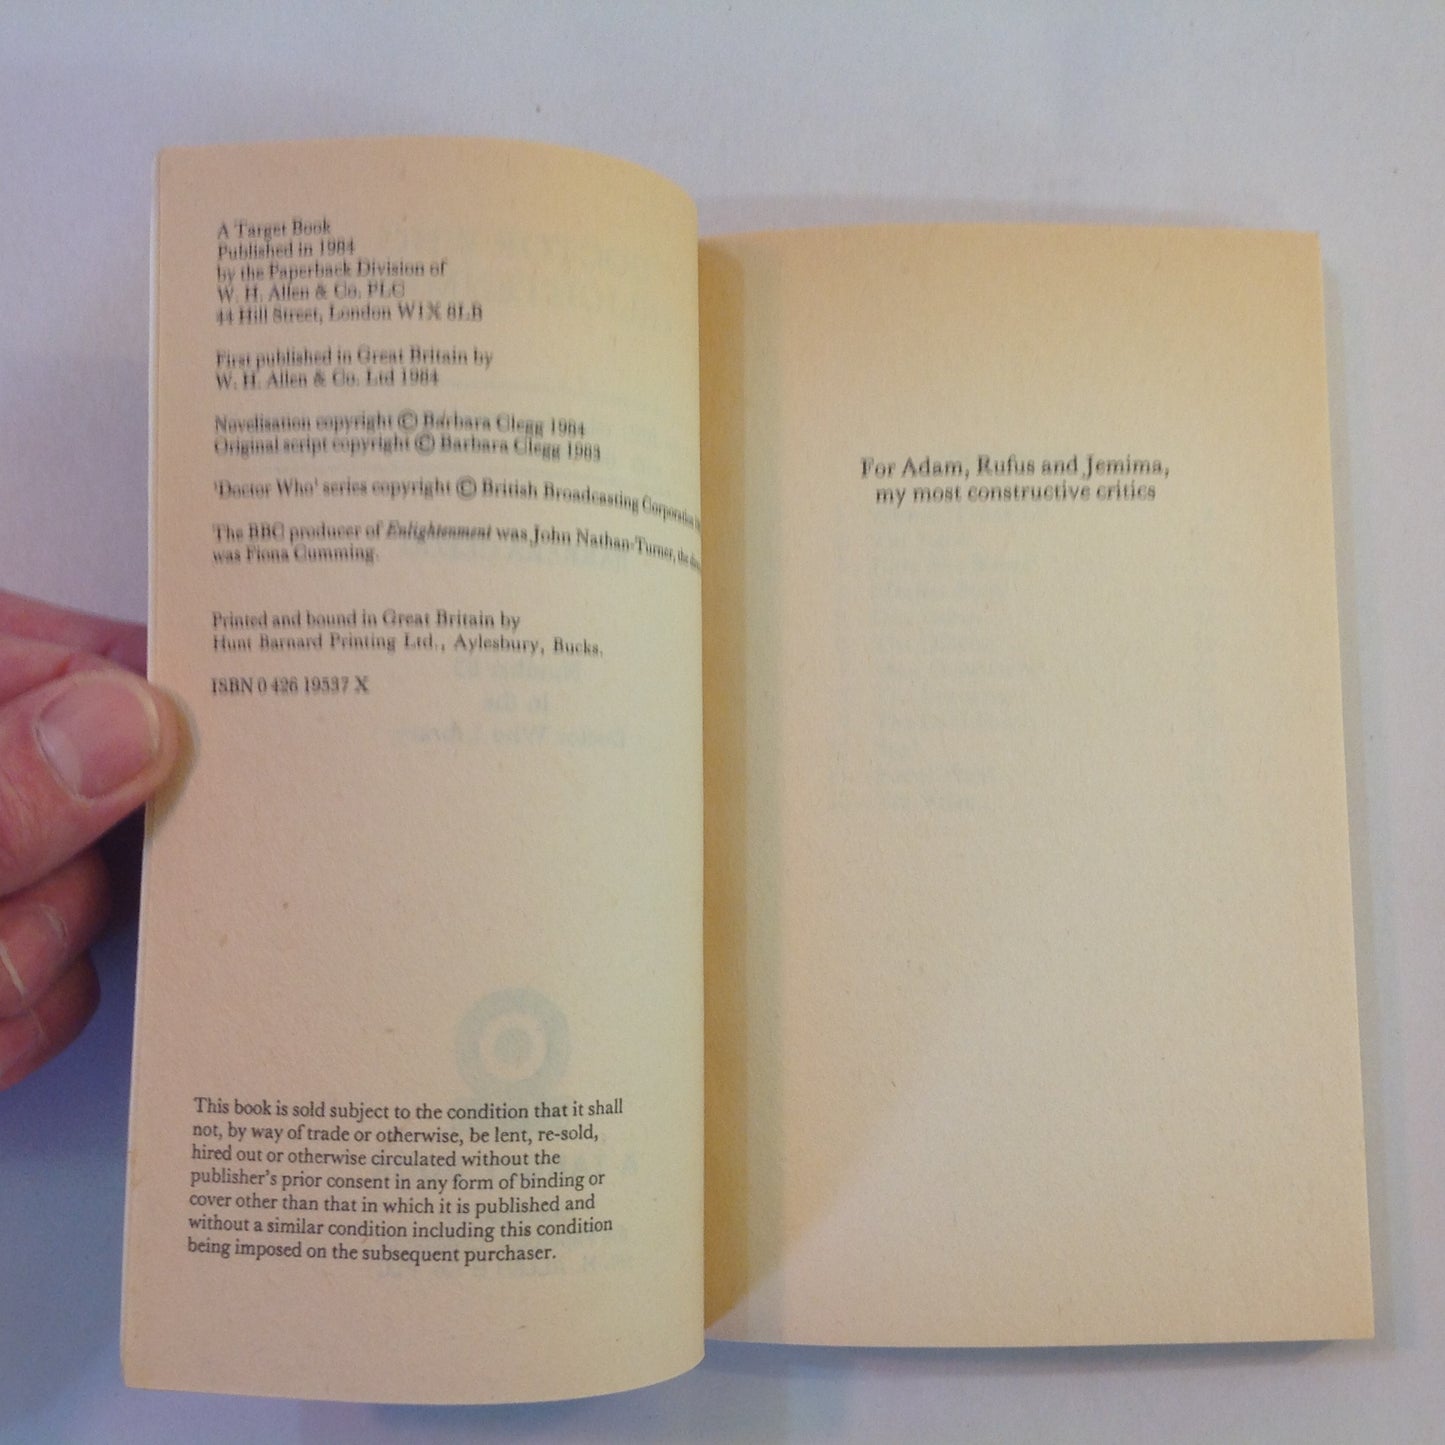 A Target Book
Published in 1984
by the Paperback Division of
W. H. Allen & Co. PLC
44 Hill Street, London W1X 8LB
First published in Great Britain by
W. H. Allen & Co. Ltd 1984
Novelisation copyright © Barbara Clegg 1984
Original script copyright © Barbara Clegg 1983
'Doctor Who' series copyright © British Broadcasting Corporation
The BBC producer of Enlightenment was John Nathan-Turner, the
was Fiona Cumming.
Printed and bound in Great Britain by
Hunt Barnard Printing Ltd., Aylesbury, Bucks.
ISBN 0 426 19537 X
This book is sold subject to the condition that it shall
not, by way of trade or otherwise, be lent, re-sold,
hired out or otherwise circulated without the
publisher's prior consent in any form of binding or
cover other than that in which it is published and
without a similar condition including this condition
being imposed on the subsequent purchaser.
For Adam, Rufus and Jemima,
my most constructive critics